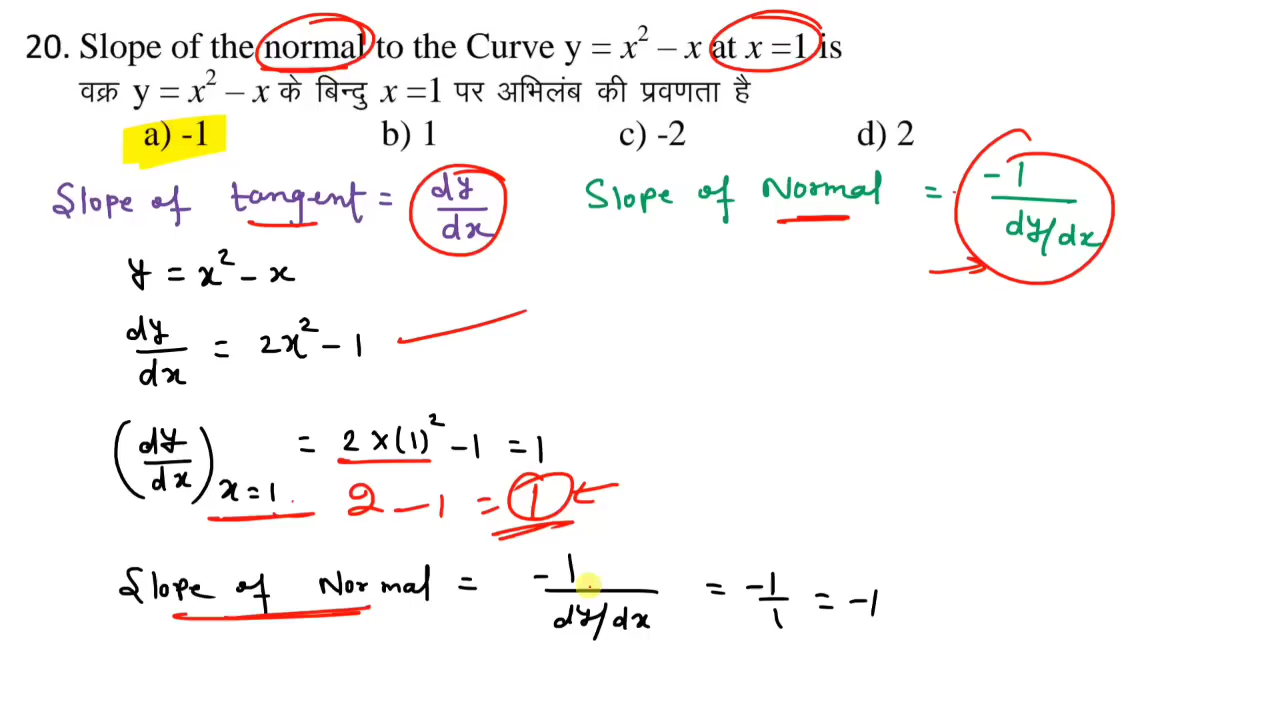 20. Slope of the normal to the Curve y = x² – x at x =1 is
वक्र y = x² – x के बिन्दु x =1 पर अभिलंब की प्रवणता है
a) -1 b) 1 c) -2 d) 2
Slope of tangent = dy/dx Slope of Normal = -1/(dy/dx)
y = x² - x
dy/dx = 2x² - 1
(dy/dx)x=1 = 2 × (1)² - 1 = 1
2 - 1 = 1
Slope of Normal = -1/(dy/dx) = -1/1 = -1